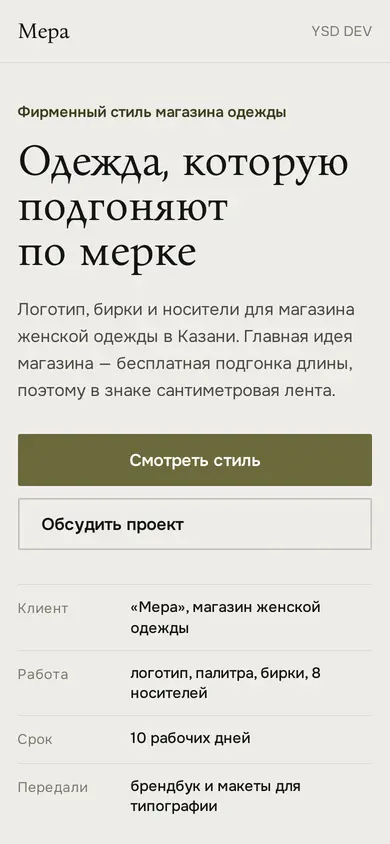 Мера
YSD DEV
Фирменный стиль магазина одежды
Одежда, которую
подгоняют
по мерке
Логотип, бирки и носители для магазина
женской одежды в Казани. Главная идея
магазина — бесплатная подгонка длины,
поэтому в знаке сантиметровая лента.
Смотреть стиль
Обсудить проект
Клиент
«Мера», магазин женской
одежды
Работа
логотип, палитра, бирки, 8
носителей
Срок
10 рабочих дней
Передали
брендбук и макеты для
типографии